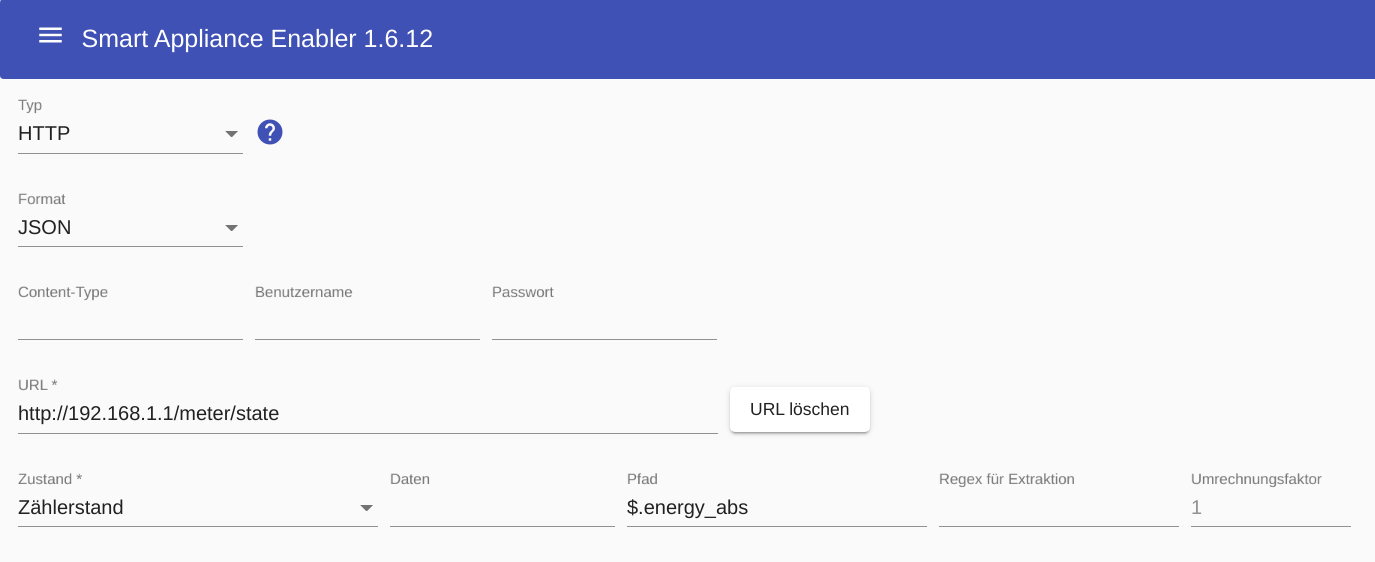 Smart Appliance Enabler 1.6.12
Typ
HTTP
?
Format
JSON
Content-Type Benutzername Passwort
URL *
http://192.168.1.1/meter/state URL löschen
Zustand * Daten Pfad Regex für Extraktion Umrechnungsfaktor
Zählerstand $.energy_abs 1